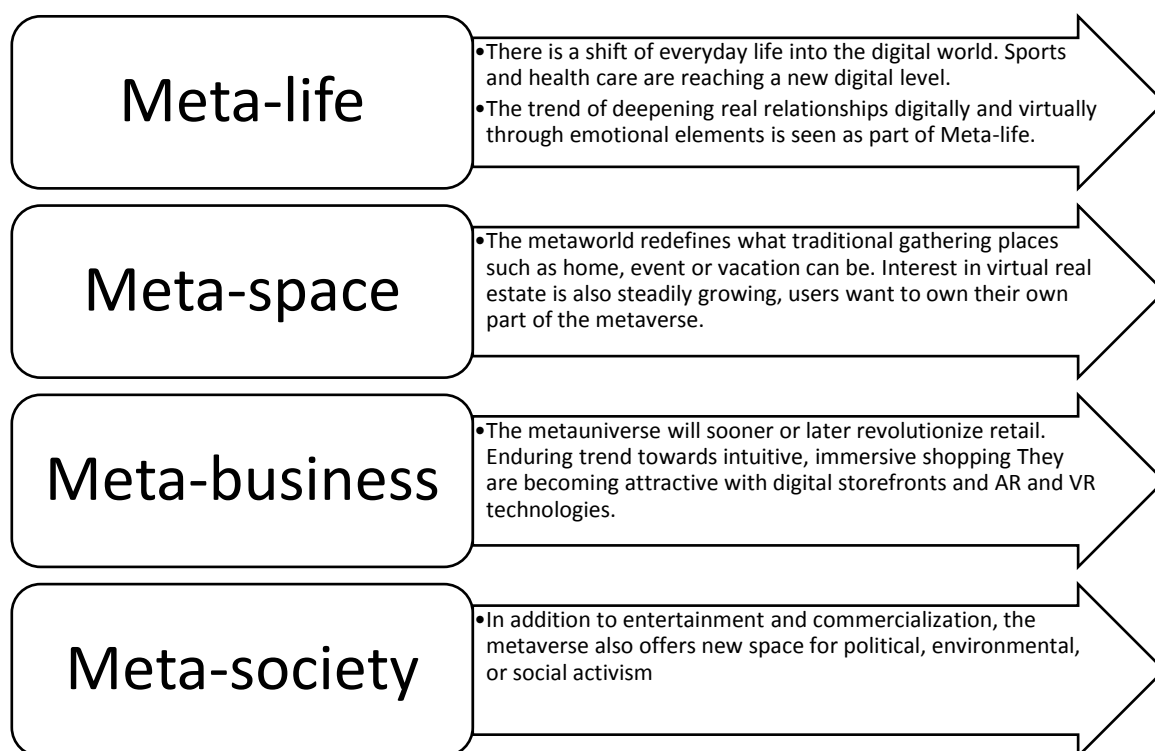 Meta-life
•There is a shift of everyday life into the digital world. Sports
and health care are reaching a new digital level.
•The trend of deepening real relationships digitally and virtually
through emotional elements is seen as part of Meta-life.
Meta-space
•The metaworld redefines what traditional gathering places
such as home, event or vacation can be. Interest in virtual real
estate is also steadily growing, users want to own their own
part of the metaverse.
Meta-business
•The metauniverse will sooner or later revolutionize retail.
Enduring trend towards intuitive, immersive shopping They
are becoming attractive with digital storefronts and AR and VR
technologies.
Meta-society
•In addition to entertainment and commercialization, the
metaverse also offers new space for political, environmental,
or social activism